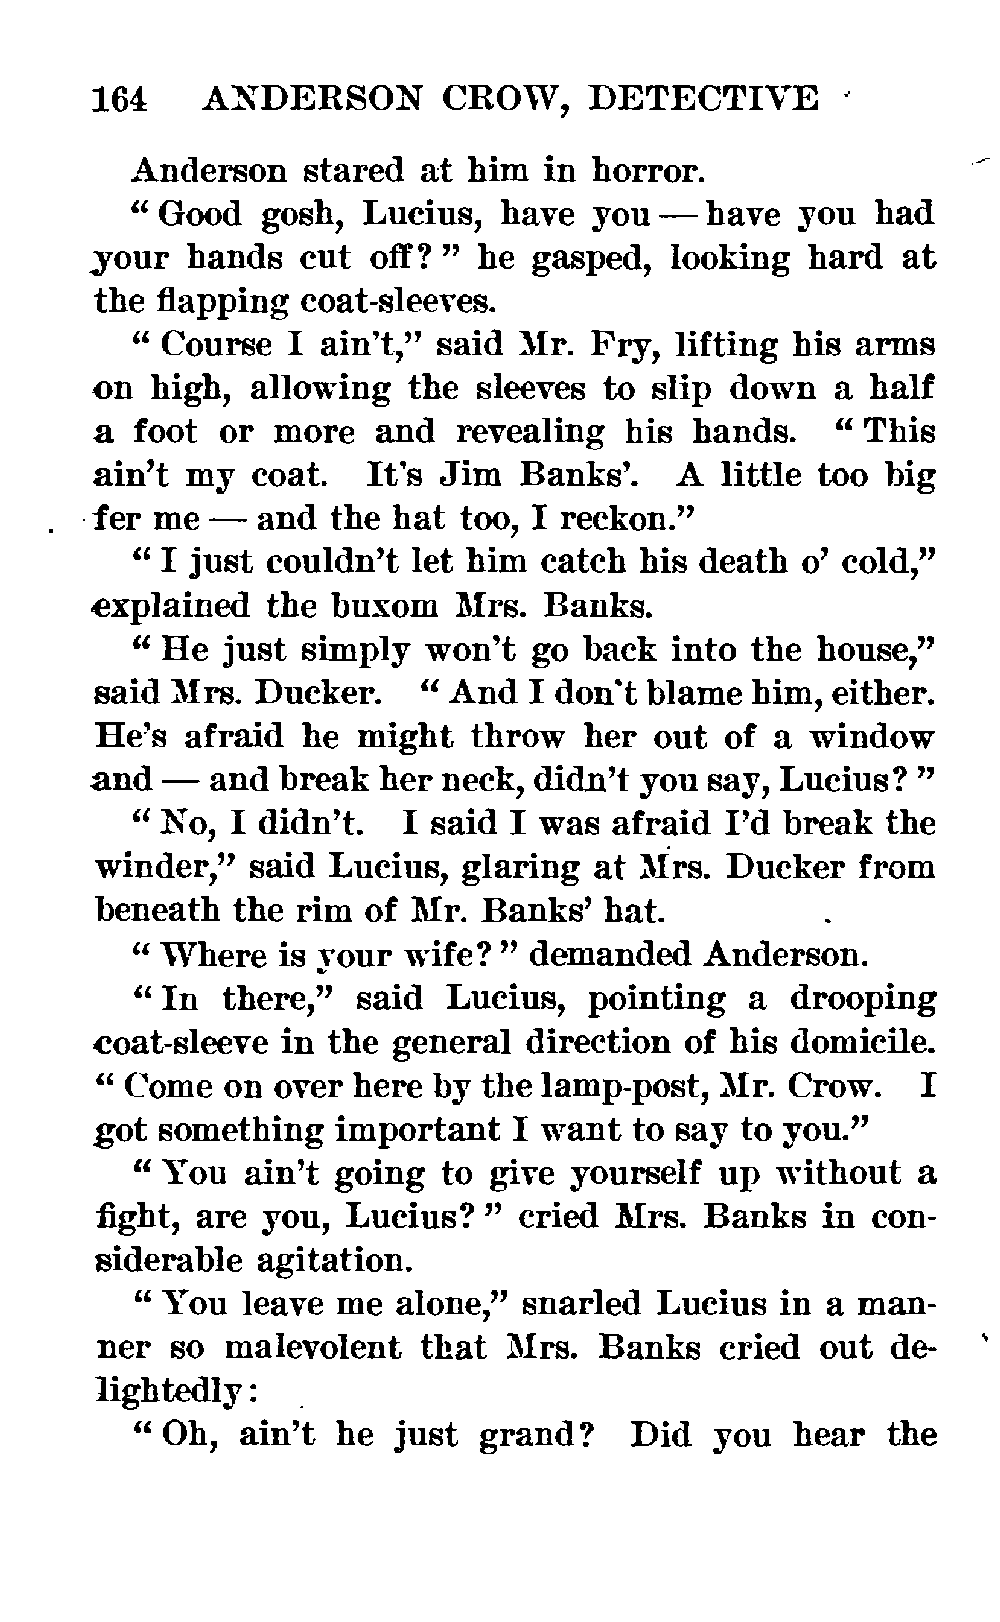 164 ANDERSON CROW, DETECTIVE
Anderson stared at him in horror.
“ Good gosh, Lucius, have you — have you had
your hands cut off? ” he gasped, looking hard at
the flapping coat-sleeves.
“ Course I ain’t,” said Mr. Fry, lifting his arms
on high, allowing the sleeves to slip down a half
a foot or more and revealing his hands. “ This
ain’t my coat. It’s Jim Banks’. A little too big
fer me — and the hat too, I reckon.”
“ I just couldn’t let him catch his death o’ cold,”
explained the buxom Mrs. Banks.
“ He just simply won’t go back into the house,”
said Mrs. Ducker. “ And I don’t blame him, either.
He’s afraid he might throw her out of a window
and — and break her neck, didn’t you say, Lucius? ”
“ No, I didn’t. I said I was afraid I’d break the
winder,” said Lucius, glaring at Mrs. Ducker from
beneath the rim of Mr. Banks’ hat.
“ Where is your wife? ” demanded Anderson.
“ In there,” said Lucius, pointing a drooping
coat-sleeve in the general direction of his domicile.
“ Come on over here by the lamp-post, Mr. Crow. I
got something important I want to say to you.”
“ You ain’t going to give yourself up without a
fight, are you, Lucius? ” cried Mrs. Banks in con-
siderable agitation.
“ You leave me alone,” snarled Lucius in a man-
ner so malevolent that Mrs. Banks cried out de-
lightedly:
“ Oh, ain’t he just grand? Did you hear the